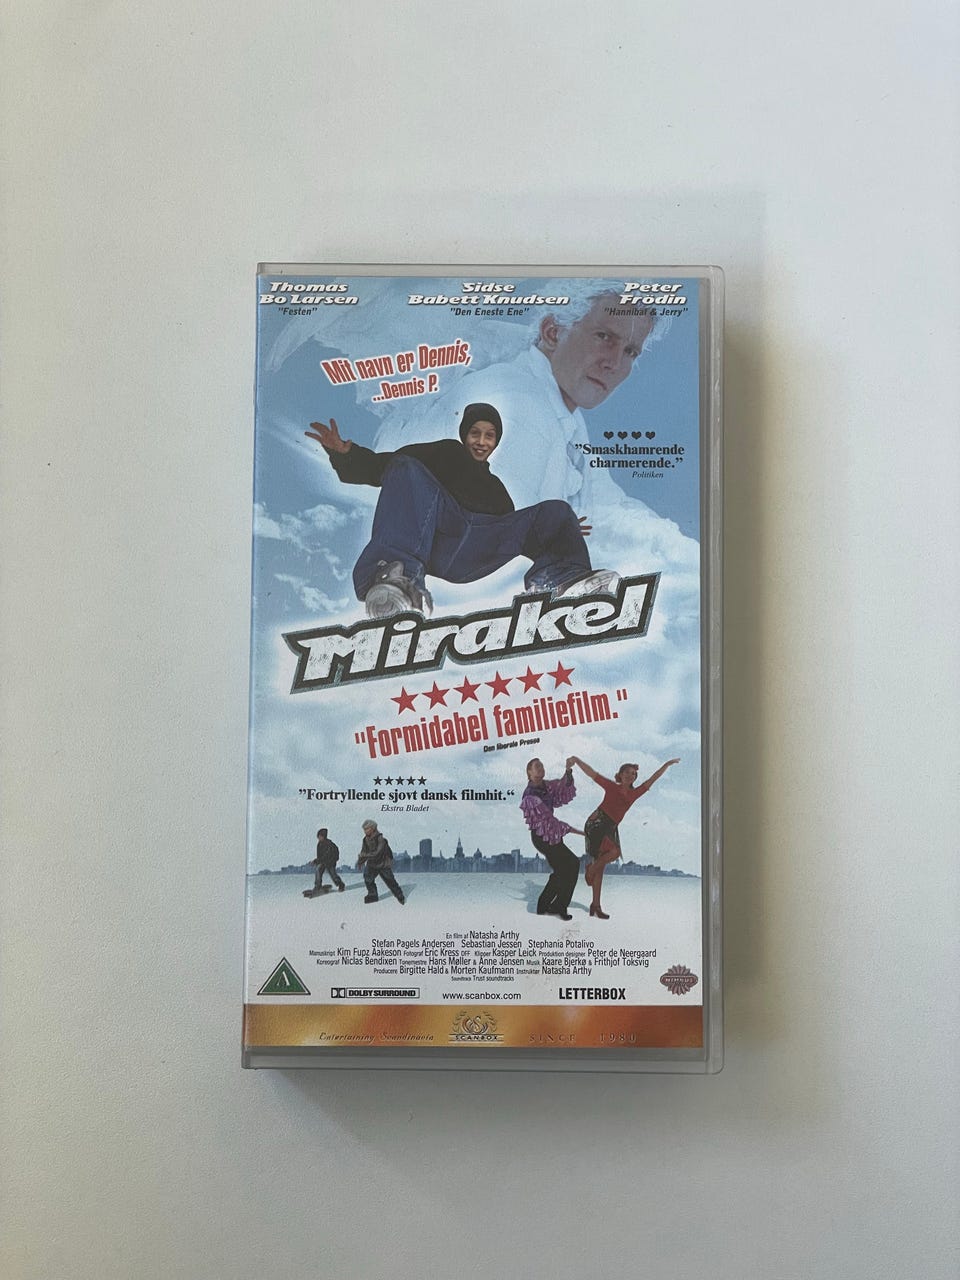 Thomas
Bo Larsen
"Festen"
Sidse
Babett Knudsen
"Den Eneste Ene"
Peter
Frödin
"Hannibal & Jerry"
Mit navn er Dennis,
...Dennis P.
"Smaskhamrende
charmerende."
Politiken
Mirakel
"Formidabel familiefilm."
Den liberale Presse
"Fortryllende sjovt dansk filmhit."
Ekstra Bladet
En film af Natasha Arthy
Stefan Pagels Andersen Sebastian Jessen Stephania Potalivo
Manuskript Kim Fupz Aakeson Fotograf Eric Kress DFF Klipper Kasper Leick Produktion designer Peter de Neergaard
Koreograf Niclas Bendixen Tonemestre Hans Møller & Anne Jensen Musik Kaare Bjerkø & Frithjof Toksvig
Producere Birgitte Hald & Morten Kaufmann Instruktør Natasha Arthy
Soundtrack Trust soundtracks
A
DOLBY SURROUND
www.scanbox.com
LETTERBOX
NIMBUS
Entertaining Scandinavia
SCANBOX
SINCE 1980